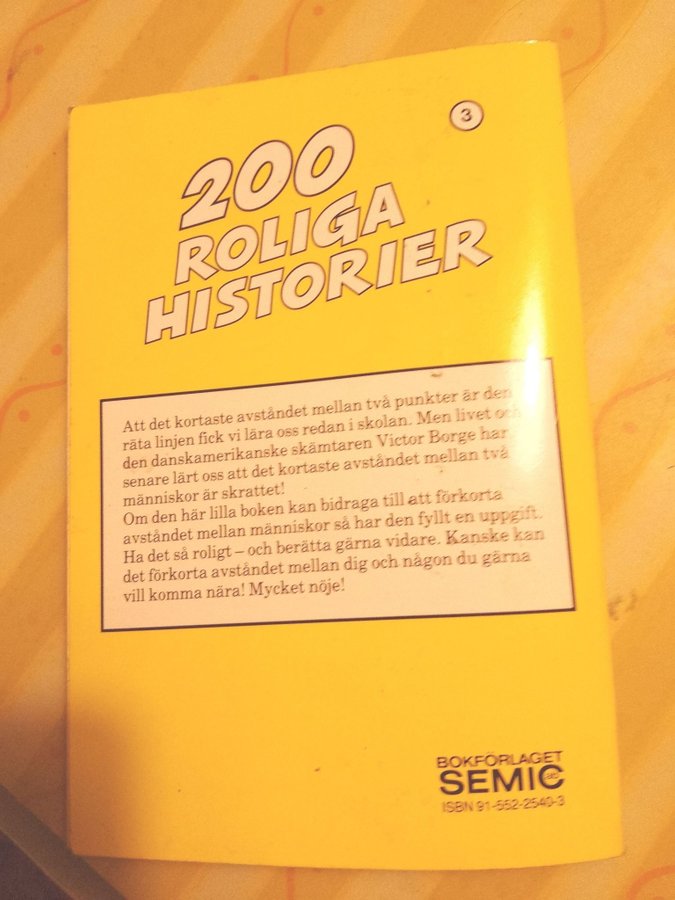 3
200
ROLIGA
HISTORIER
Att det kortaste avståndet mellan två punkter är den
räta linjen fick vi lära oss redan i skolan. Men livet och
den danskamerikanske skämtaren Victor Borge har
senare lärt oss att det kortaste avståndet mellan två
människor är skrattet!
Om den här lilla boken kan bidraga till att förkorta
avståndet mellan människor så har den fyllt en uppgift.
Ha det så roligt – och berätta gärna vidare. Kanske kan
det förkorta avståndet mellan dig och någon du gärna
vill komma nära! Mycket nöje!
BOKFÖRLAGET
SEMIC
ab
ISBN 91-552-2540-3